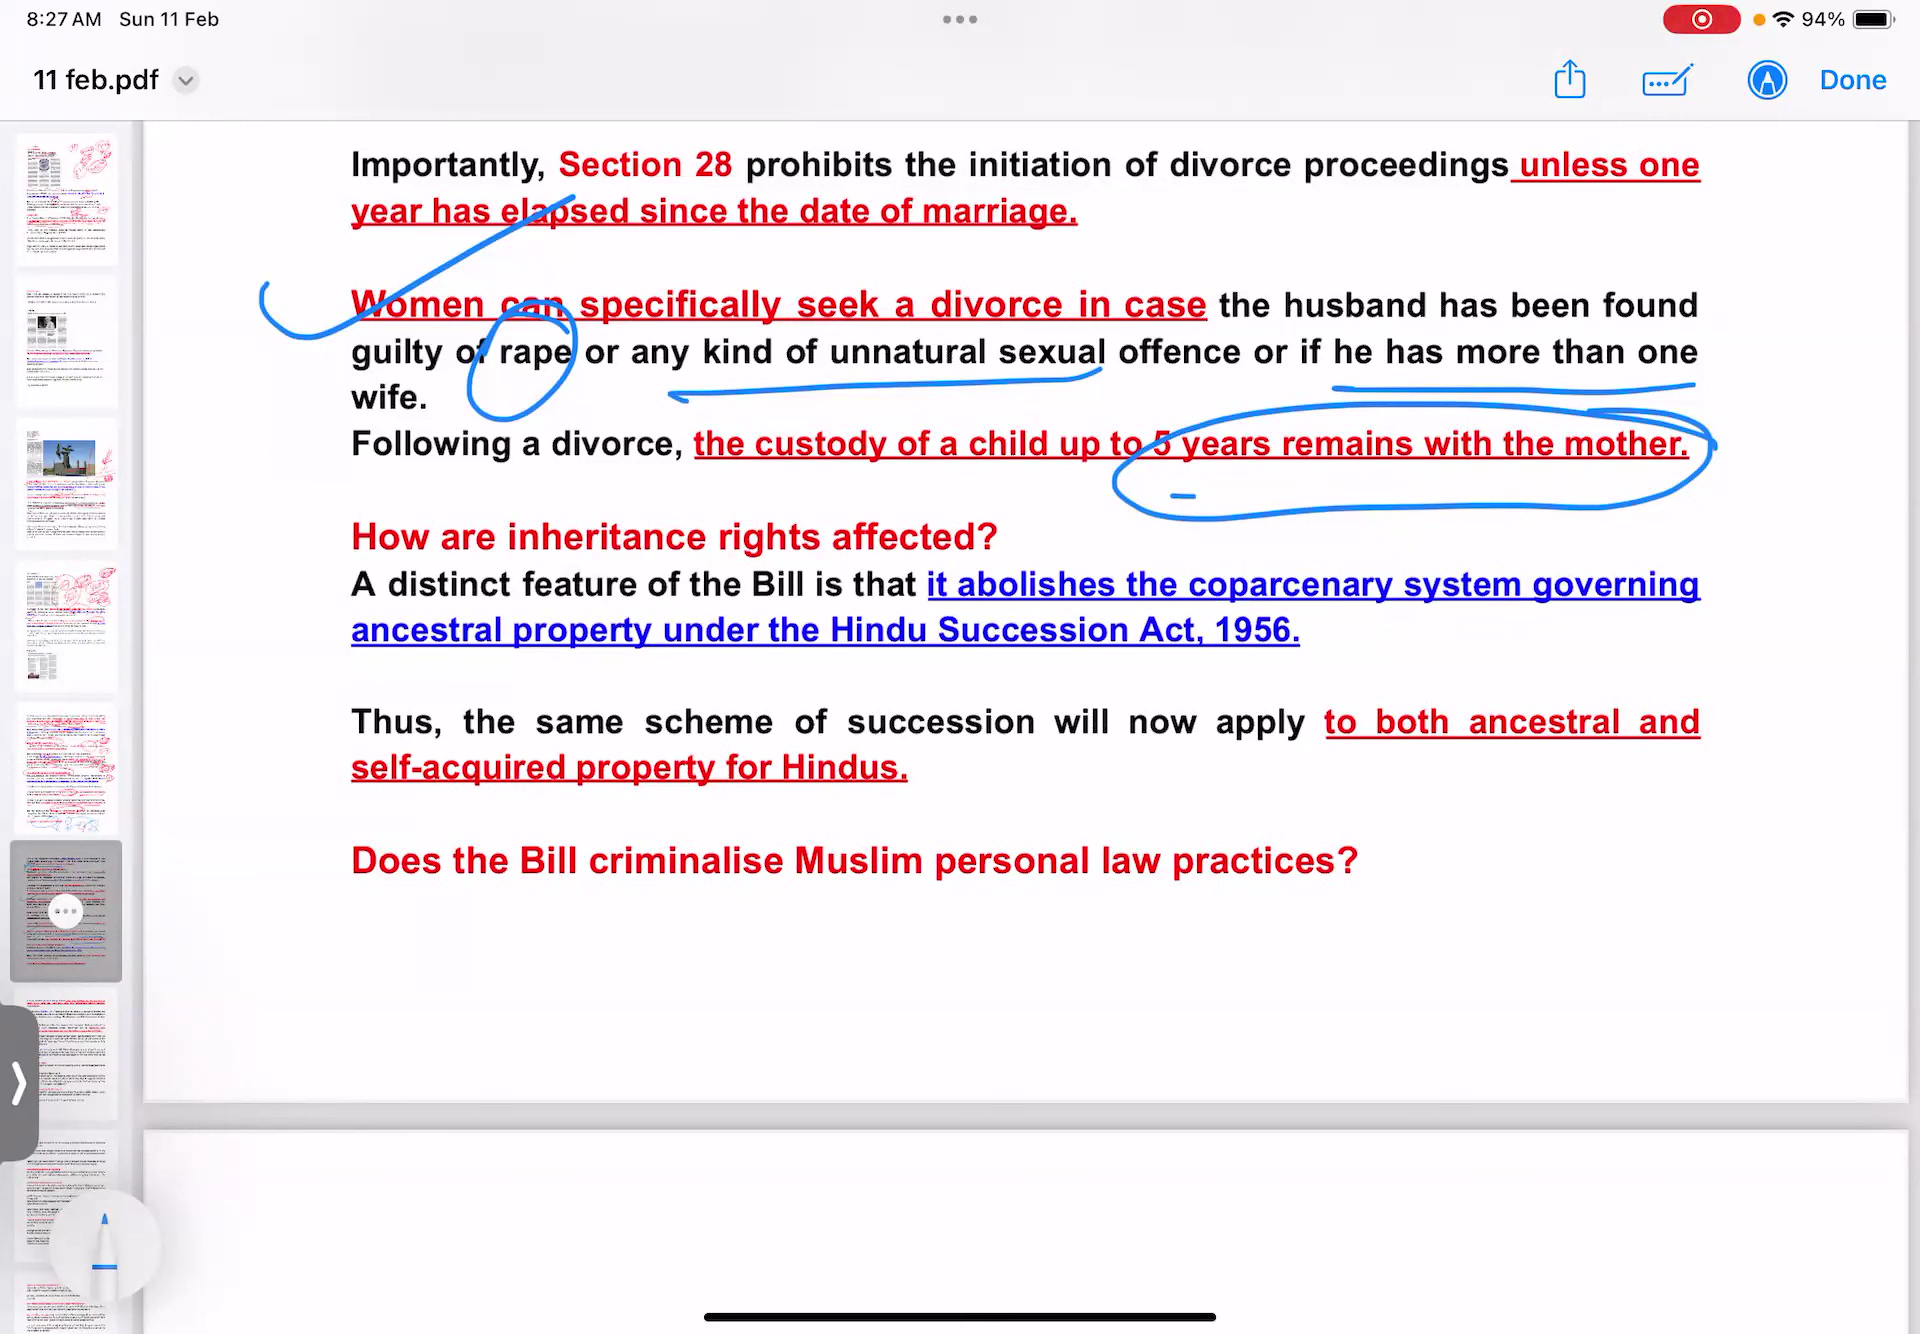 8:27 AM Sun 11 Feb
94%
11 feb.pdf
Done
Importantly, Section 28 prohibits the initiation of divorce proceedings unless one
year has elapsed since the date of marriage.
Women can specifically seek a divorce in case the husband has been found
guilty of rape or any kind of unnatural sexual offence or if he has more than one
wife.
Following a divorce, the custody of a child up to 5 years remains with the mother.
How are inheritance rights affected?
A distinct feature of the Bill is that it abolishes the coparcenary system governing
ancestral property under the Hindu Succession Act, 1956.
Thus, the same scheme of succession will now apply to both ancestral and
self-acquired property for Hindus.
Does the Bill criminalise Muslim personal law practices?